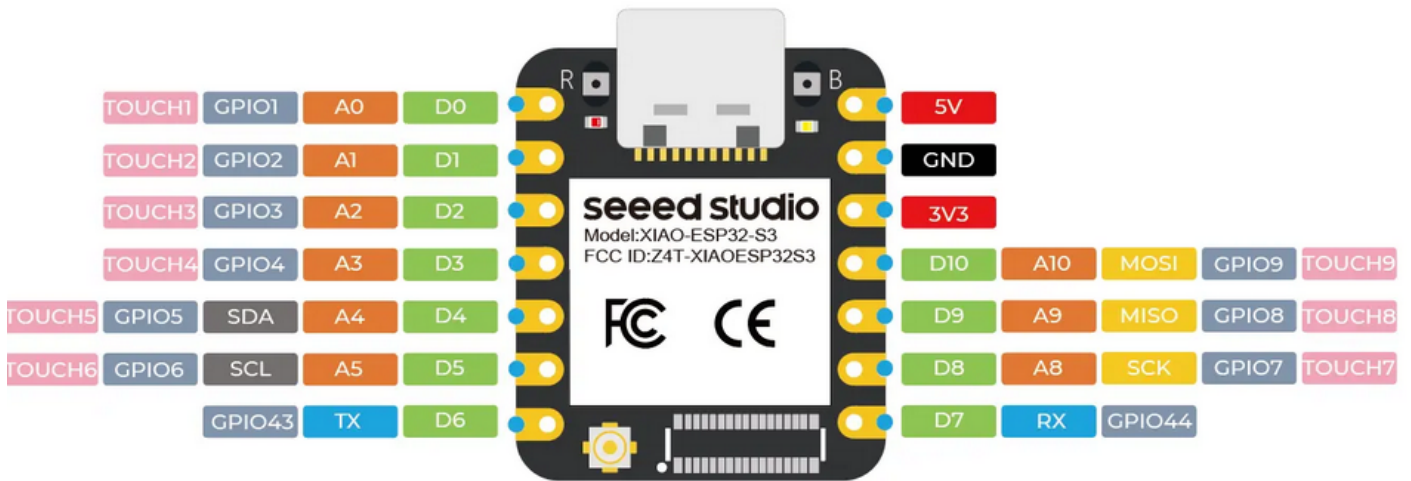 R B
TOUCH1 GPIO1 A0 D0 5V
TOUCH2 GPIO2 A1 D1 GND
TOUCH3 GPIO3 A2 D2 seeed studio 3V3
Model:XIAO-ESP32-S3
FCC ID:Z4T-XIAOESP32S3
TOUCH4 GPIO4 A3 D3 D10 A10 MOSI GPIO9 TOUCH9
TOUCH5 GPIO5 SDA A4 D4 FC CE D9 A9 MISO GPIO8 TOUCH8
TOUCH6 GPIO6 SCL A5 D5 D8 A8 SCK GPIO7 TOUCH7
GPIO43 TX D6 D7 RX GPIO44